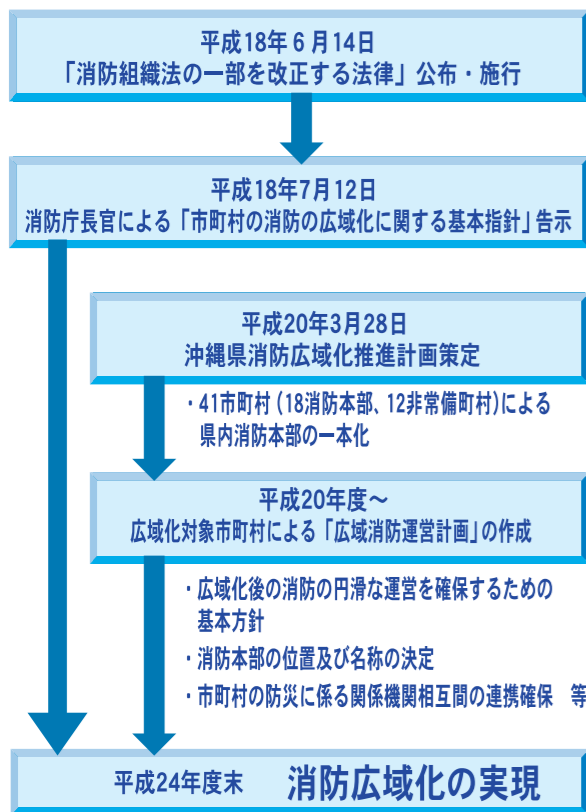 平成18年６月14日
「消防組織法の一部を改正する法律」公布・施行
平成18年7月12日
消防庁長官による「市町村の消防の広域化に関する基本指針」告示
平成20年3月28日
沖縄県消防広域化推進計画策定
・41市町村（18消防本部、12非常備町村）による
県内消防本部の一本化
平成20年度～
広域化対象市町村による「広域消防運営計画」の作成
・広域化後の消防の円滑な運営を確保するための
基本方針
・消防本部の位置及び名称の決定
・市町村の防災に係る関係機関相互間の連携確保　等
平成24年度末　消防広域化の実現